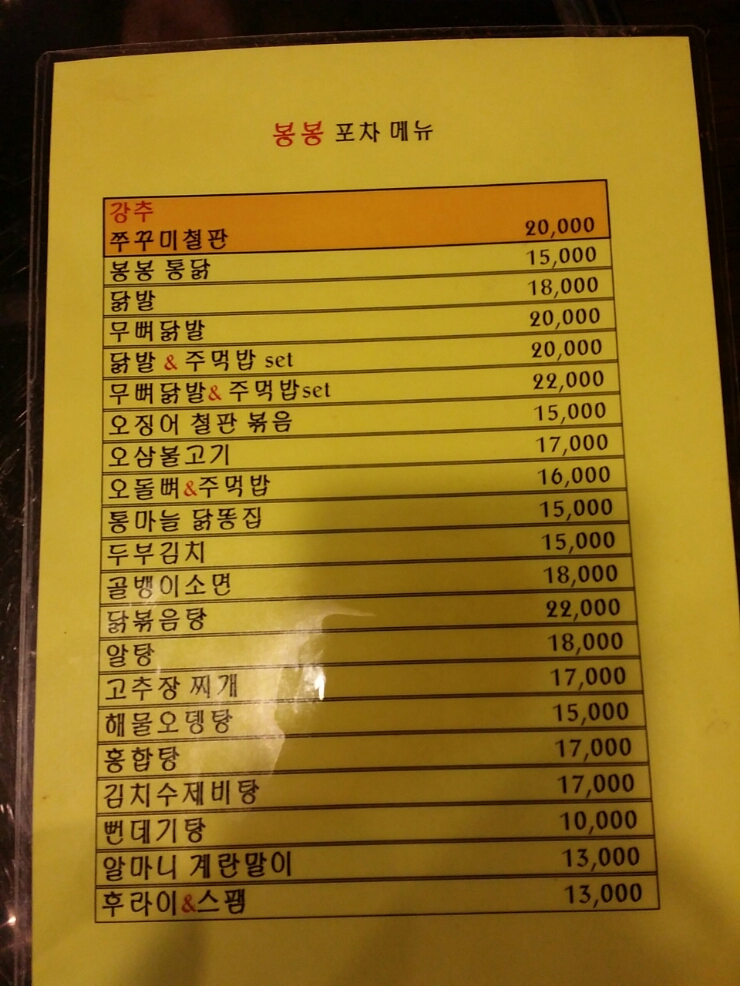 봉봉 포차 메뉴
강추
쭈꾸미철판 20,000
봉봉 통닭 15,000
닭발 18,000
무뼈닭발 20,000
닭발 & 주먹밥 set 20,000
무뼈닭발& 주먹밥set 22,000
오징어 철판 볶음 15,000
오삼불고기 17,000
오돌뼈&주먹밥 16,000
통마늘 닭똥집 15,000
두부김치 15,000
골뱅이소면 18,000
닭볶음탕 22,000
알탕 18,000
고추장 찌개 17,000
해물오뎅탕 15,000
홍합탕 17,000
김치수제비탕 17,000
뻔데기탕 10,000
알마니 계란말이 13,000
후라이&스팸 13,000